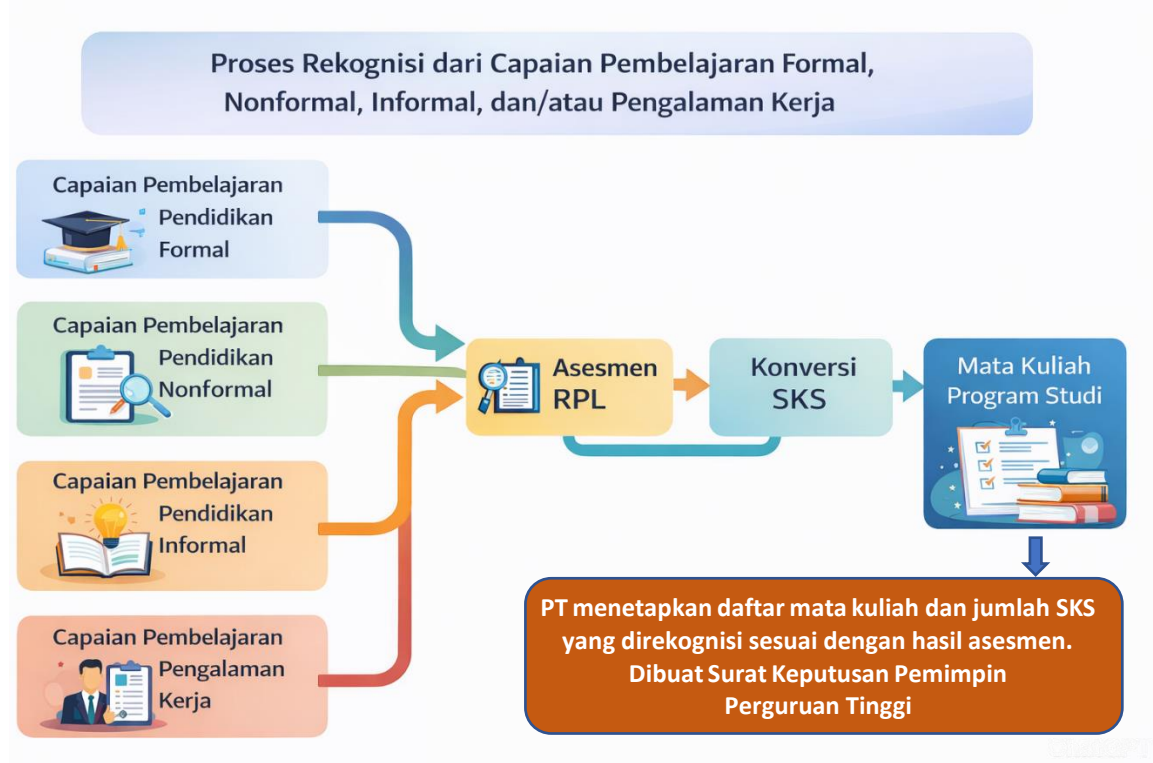 Proses Rekognisi dari Capaian Pembelajaran Formal,
Nonformal, Informal, dan/atau Pengalaman Kerja
Capaian Pembelajaran
Pendidikan
Formal
Capaian Pembelajaran
Pendidikan
Nonformal
Capaian Pembelajaran
Pendidikan
Informal
Capaian Pembelajaran
Pengalaman
Kerja
Asesmen
RPL
Konversi
SKS
Mata Kuliah
Program Studi
PT menetapkan daftar mata kuliah dan jumlah SKS
yang direkognisi sesuai dengan hasil asesmen.
Dibuat Surat Keputusan Pemimpin
Perguruan Tinggi